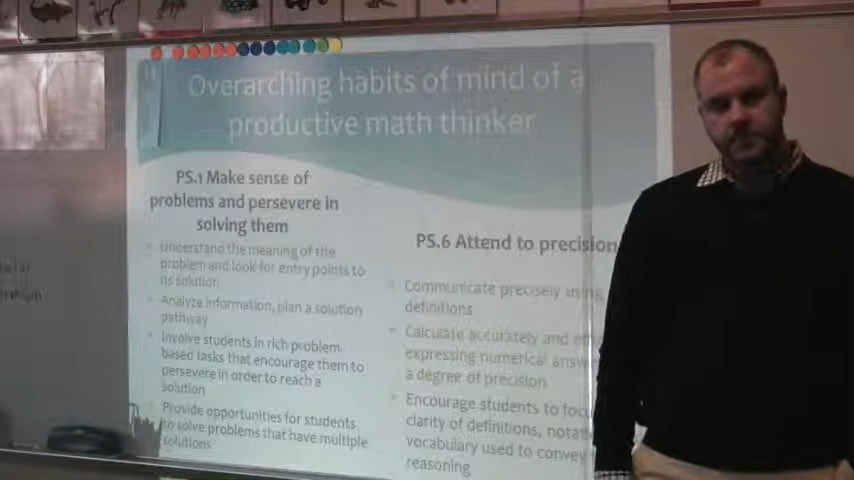 Overarching habits of mind of a
productive math thinker
PS.1 Make sense of
problems and persevere in
solving them
Understand the meaning of the
problem and look for entry points to
its solution
Analyze information, plan a solution
pathway
Involve students in rich problem-
based tasks that encourage them to
persevere in order to reach a
solution
Provide opportunities for students
to solve problems that have multiple
solutions
PS.6 Attend to precision
Communicate precisely using
definitions
Calculate accurately and
expressing numerical
a degree of precision
Encourage students to
clarity of definitions,
vocabulary used to convey
reasoning